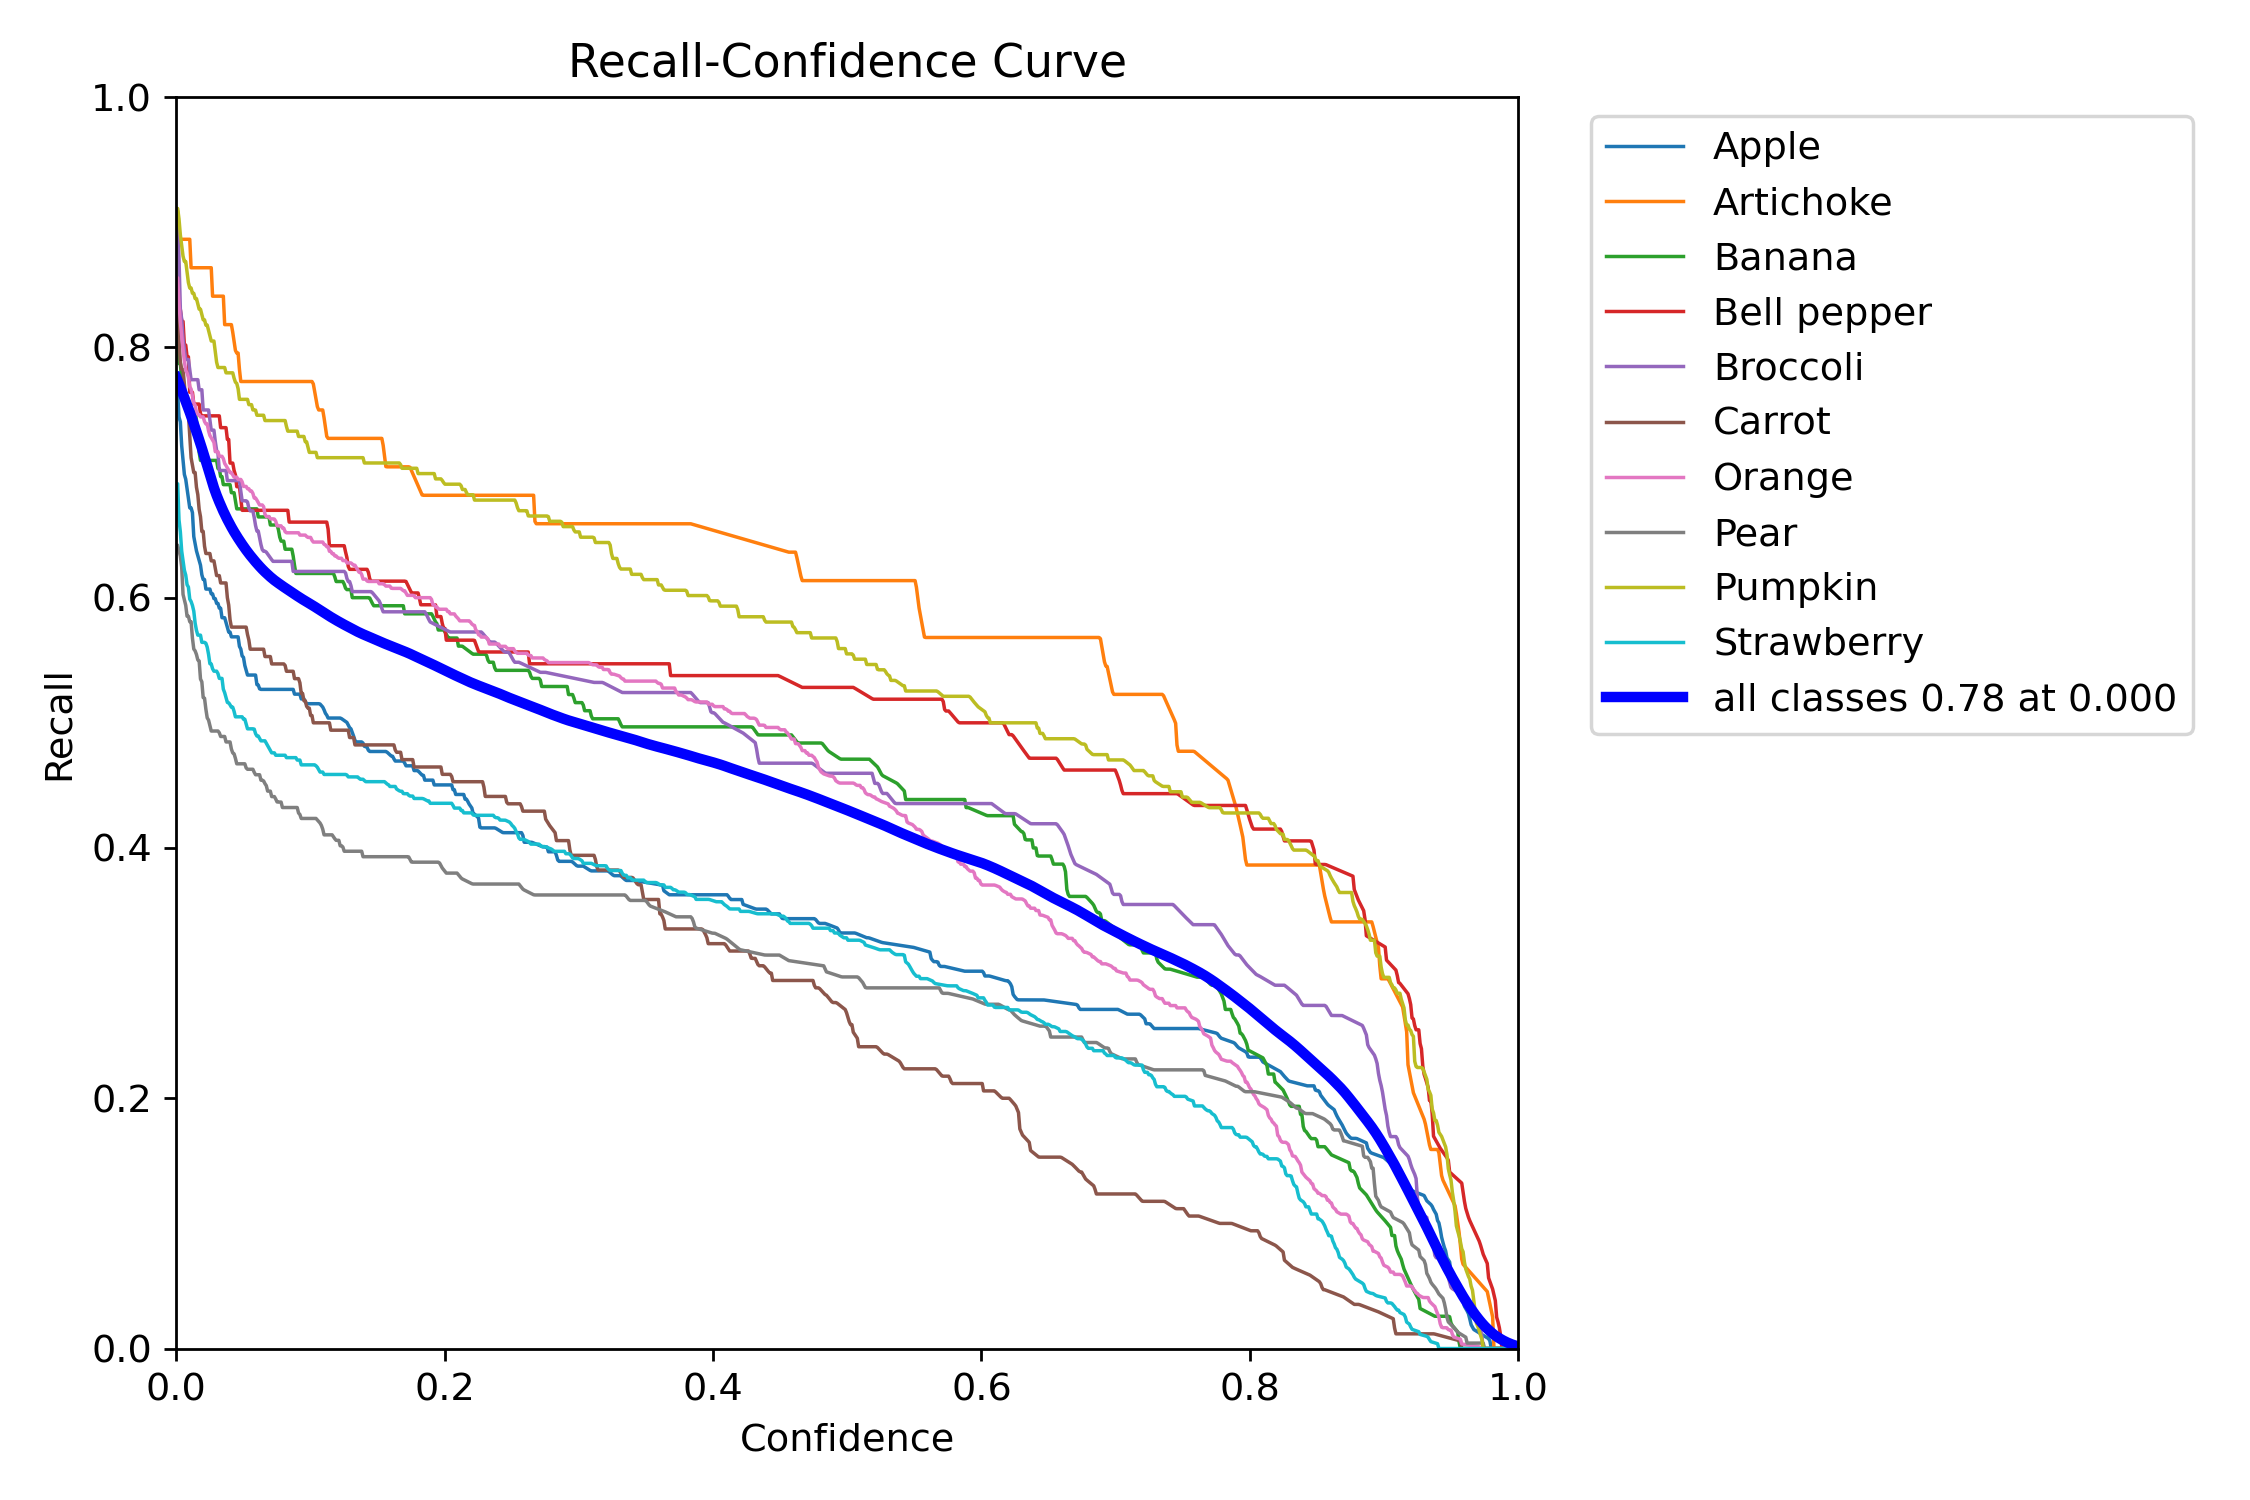 Recall-Confidence Curve
1.0
0.8
0.6
0.4
0.2
0.0
Recall
0.0 0.2 0.4 0.6 0.8 1.0
Confidence
Apple
Artichoke
Banana
Bell pepper
Broccoli
Carrot
Orange
Pear
Pumpkin
Strawberry
all classes 0.78 at 0.000